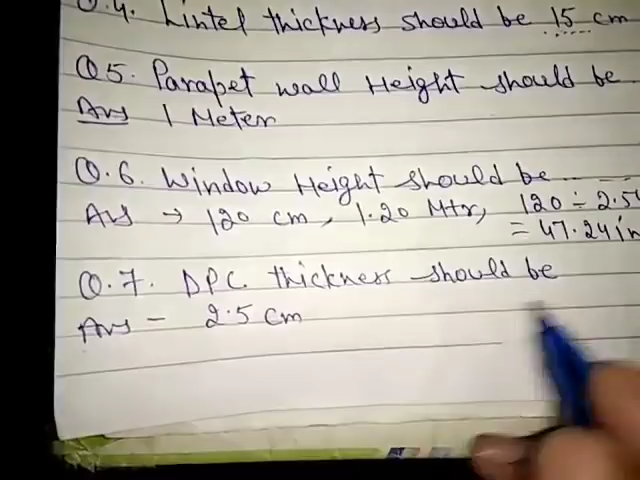 Q.4. Lintel thickness should be 15 cm
Q5. Parapet wall Height should be
Ans 1 Meter
Q.6. Window Height should be ... --
Ans → 120 cm, 1.20 Mtr, 120 ÷ 2.54
= 47.24 in
Q.7. DPC thickness should be
Ans - 2.5 cm